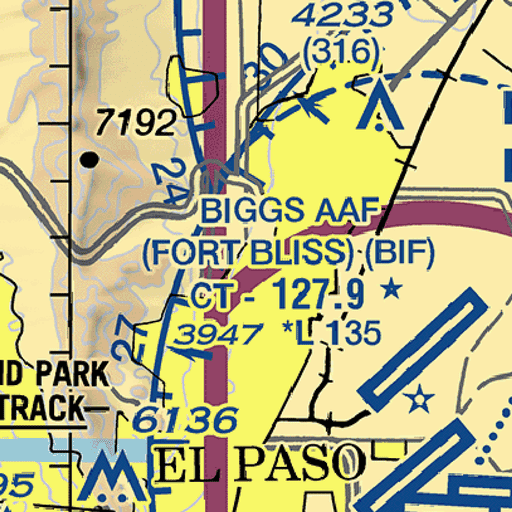 4233
(316)
30
7192
24
BIGGS AAF
(FORT BLISS) (BIF)
CT - 127.9
3947 *L 135
27
ND PARK
TRACK
6136
EL PASO
95